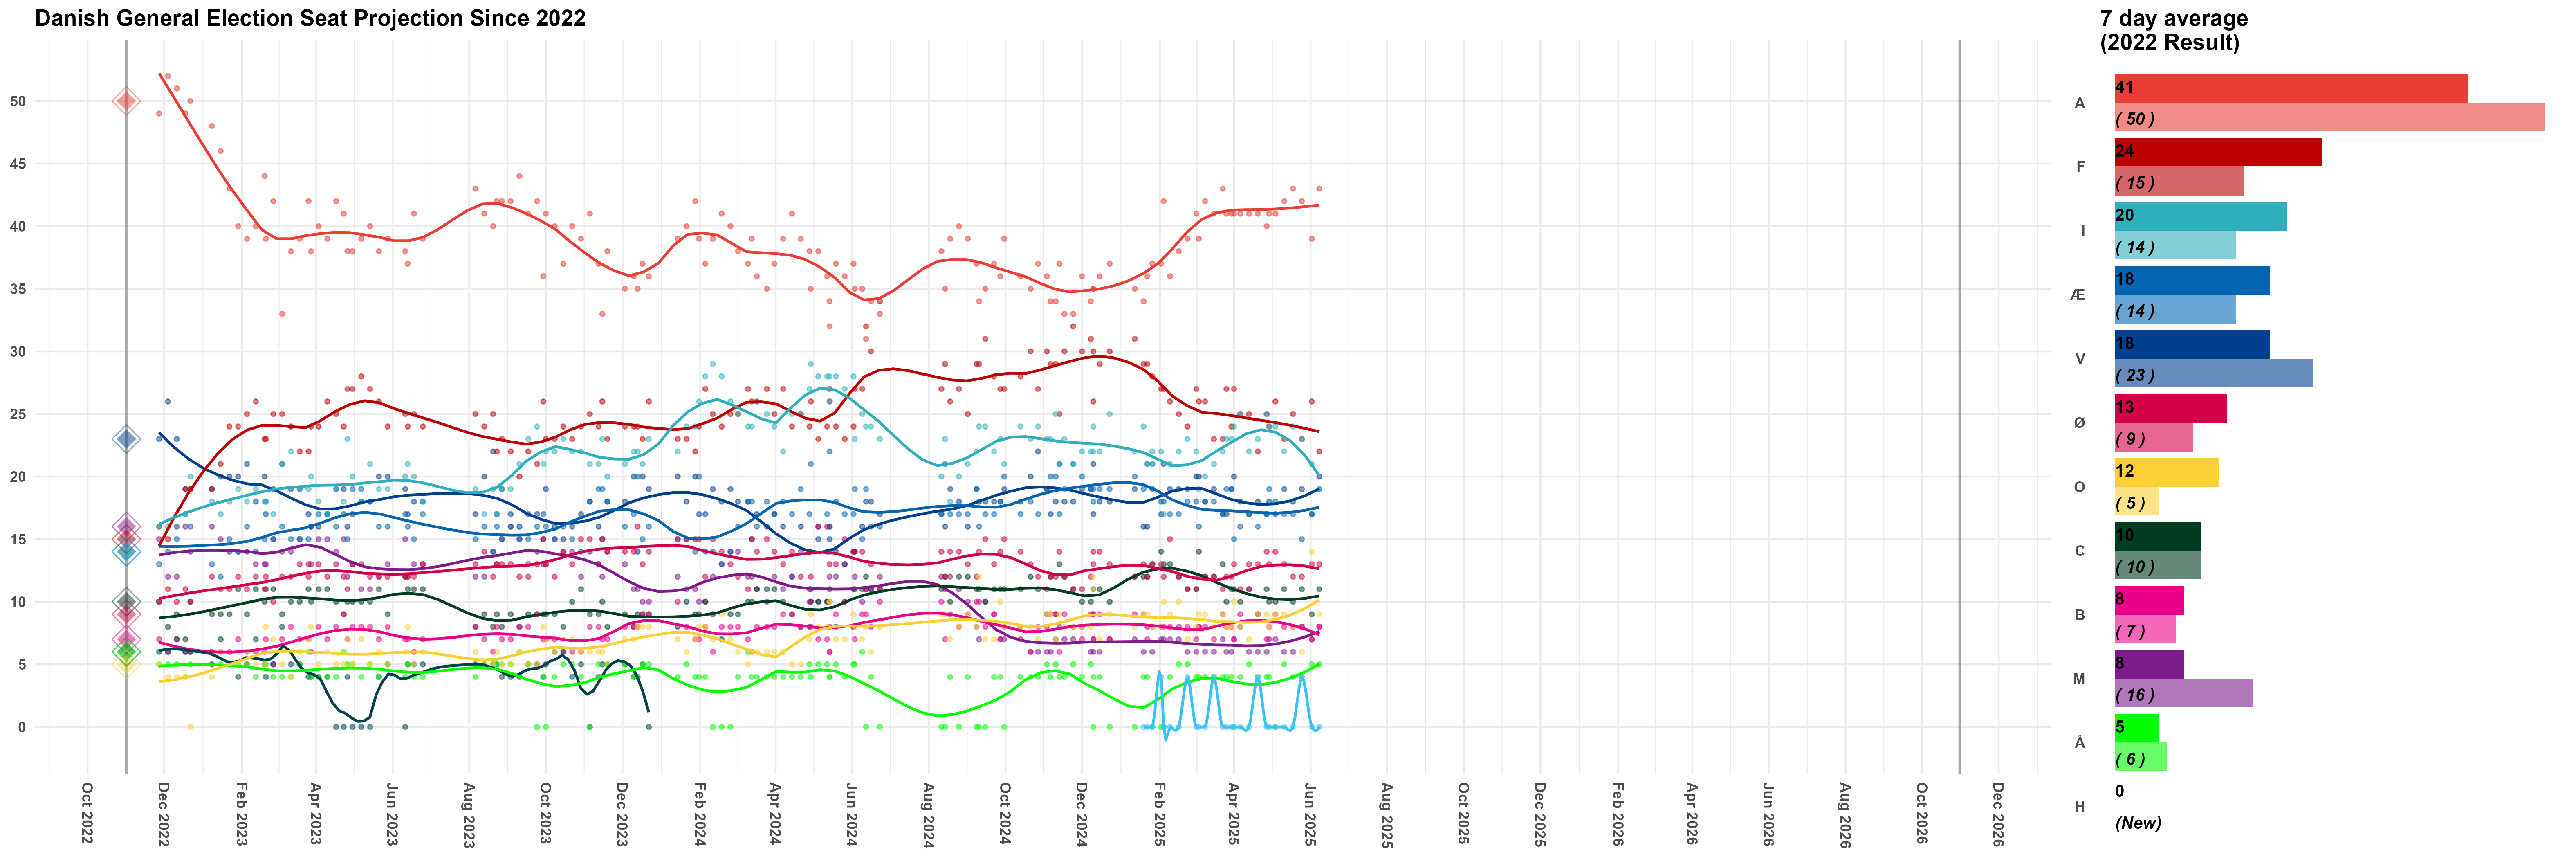 Danish General Election Seat Projection Since 2022
7 day average
(2022 Result)
50
45
40
35
30
25
20
15
10
5
0
Oct 2022
Dec 2022
Feb 2023
Apr 2023
Jun 2023
Aug 2023
Oct 2023
Dec 2023
Feb 2024
Apr 2024
Jun 2024
Aug 2024
Oct 2024
Dec 2024
Feb 2025
Apr 2025
Jun 2025
Aug 2025
Oct 2025
Dec 2025
Feb 2026
Apr 2026
Jun 2026
Aug 2026
Oct 2026
Dec 2026
A
41
( 50 )
F
24
( 15 )
I
20
( 14 )
Æ
18
( 14 )
V
18
( 23 )
Ø
13
( 9 )
O
12
( 5 )
C
10
( 10 )
B
8
( 7 )
M
8
( 16 )
Å
5
( 6 )
H
0
(New)